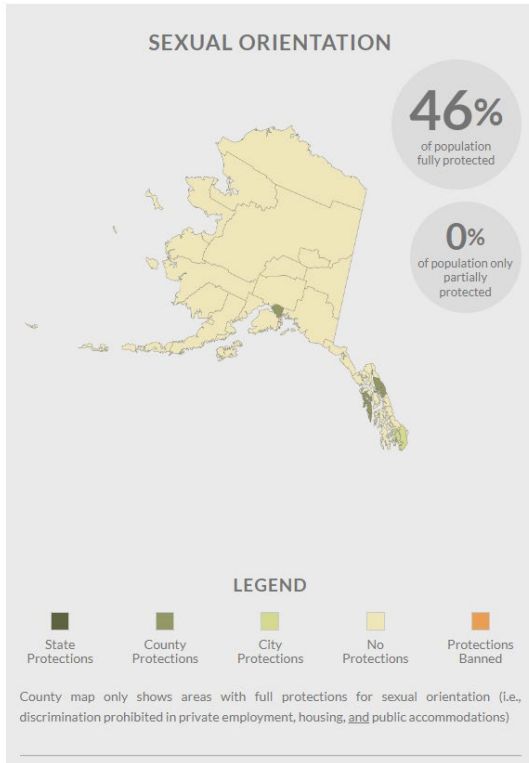 SEXUAL ORIENTATION
46%
of population
fully protected
0%
of population only
partially
protected
LEGEND
State
Protections
County
Protections
City
Protections
No
Protections
Protections
Banned
County map only shows areas with full protections for sexual orientation (i.e.,
discrimination prohibited in private employment, housing, and public accommodations)